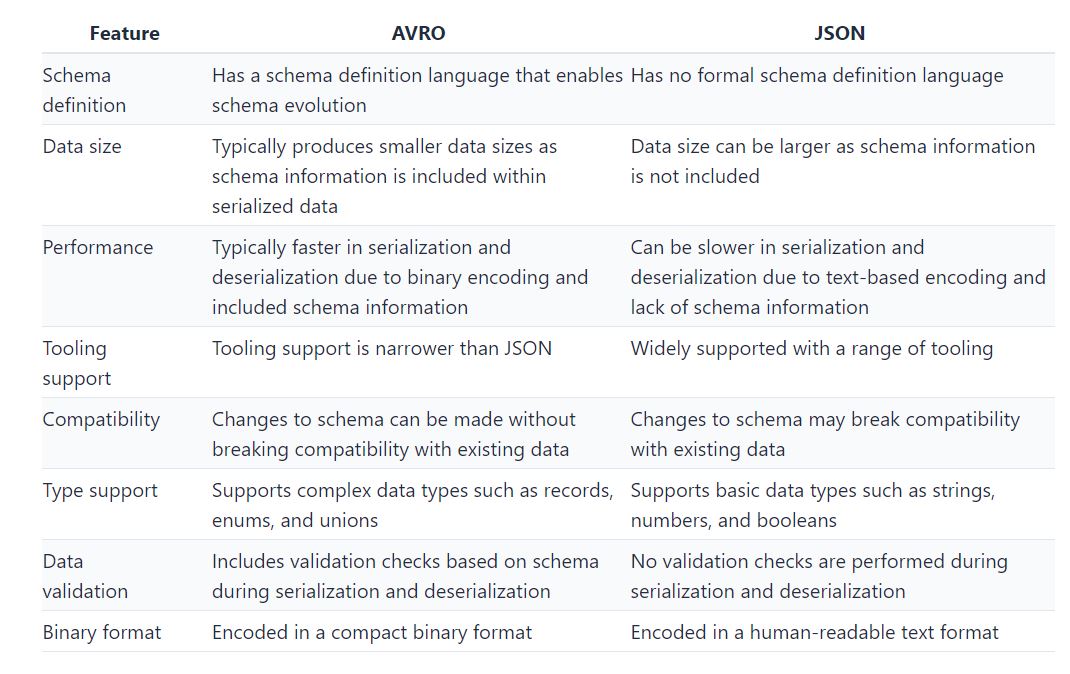 Feature AVRO JSON
Schema definition Has a schema definition language that enables schema evolution Has no formal schema definition language
Data size Typically produces smaller data sizes as schema information is included within serialized data Data size can be larger as schema information is not included
Performance Typically faster in serialization and deserialization due to binary encoding and included schema information Can be slower in serialization and deserialization due to text-based encoding and lack of schema information
Tooling support Tooling support is narrower than JSON Widely supported with a range of tooling
Compatibility Changes to schema can be made without breaking compatibility with existing data Changes to schema may break compatibility with existing data
Type support Supports complex data types such as records, enums, and unions Supports basic data types such as strings, numbers, and booleans
Data validation Includes validation checks based on schema during serialization and deserialization No validation checks are performed during serialization and deserialization
Binary format Encoded in a compact binary format Encoded in a human-readable text format